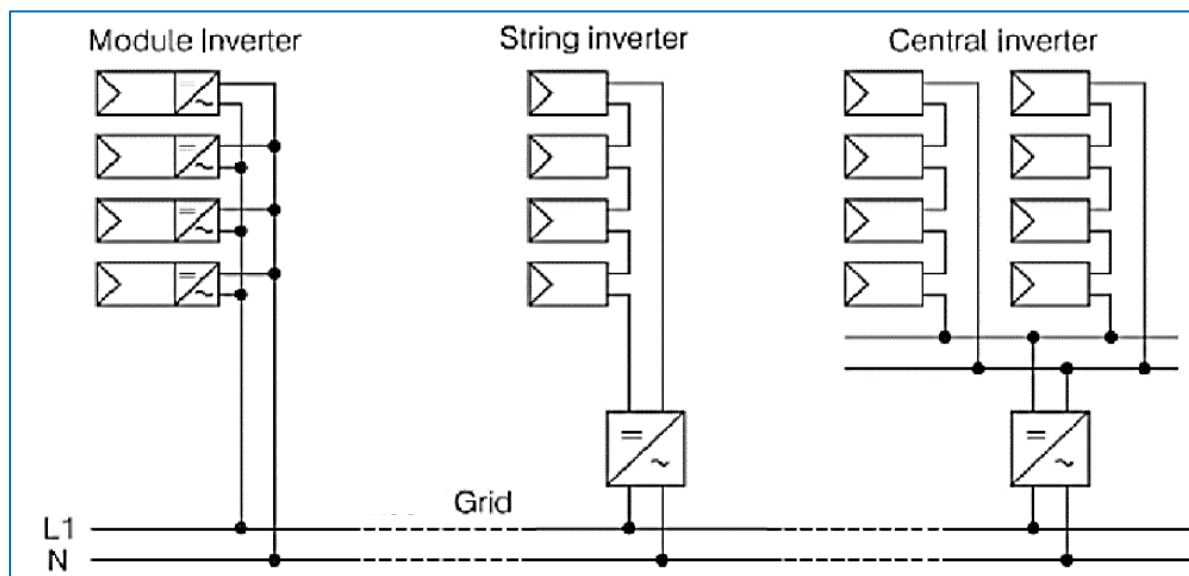 Module Inverter
String inverter
Central inverter
= ~
= ~
= ~
= ~
= ~
= ~
Grid
L1
N